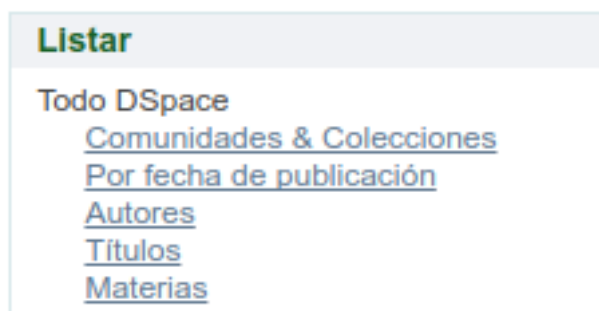 Listar
Todo DSpace
Comunidades & Colecciones
Por fecha de publicación
Autores
Títulos
Materias